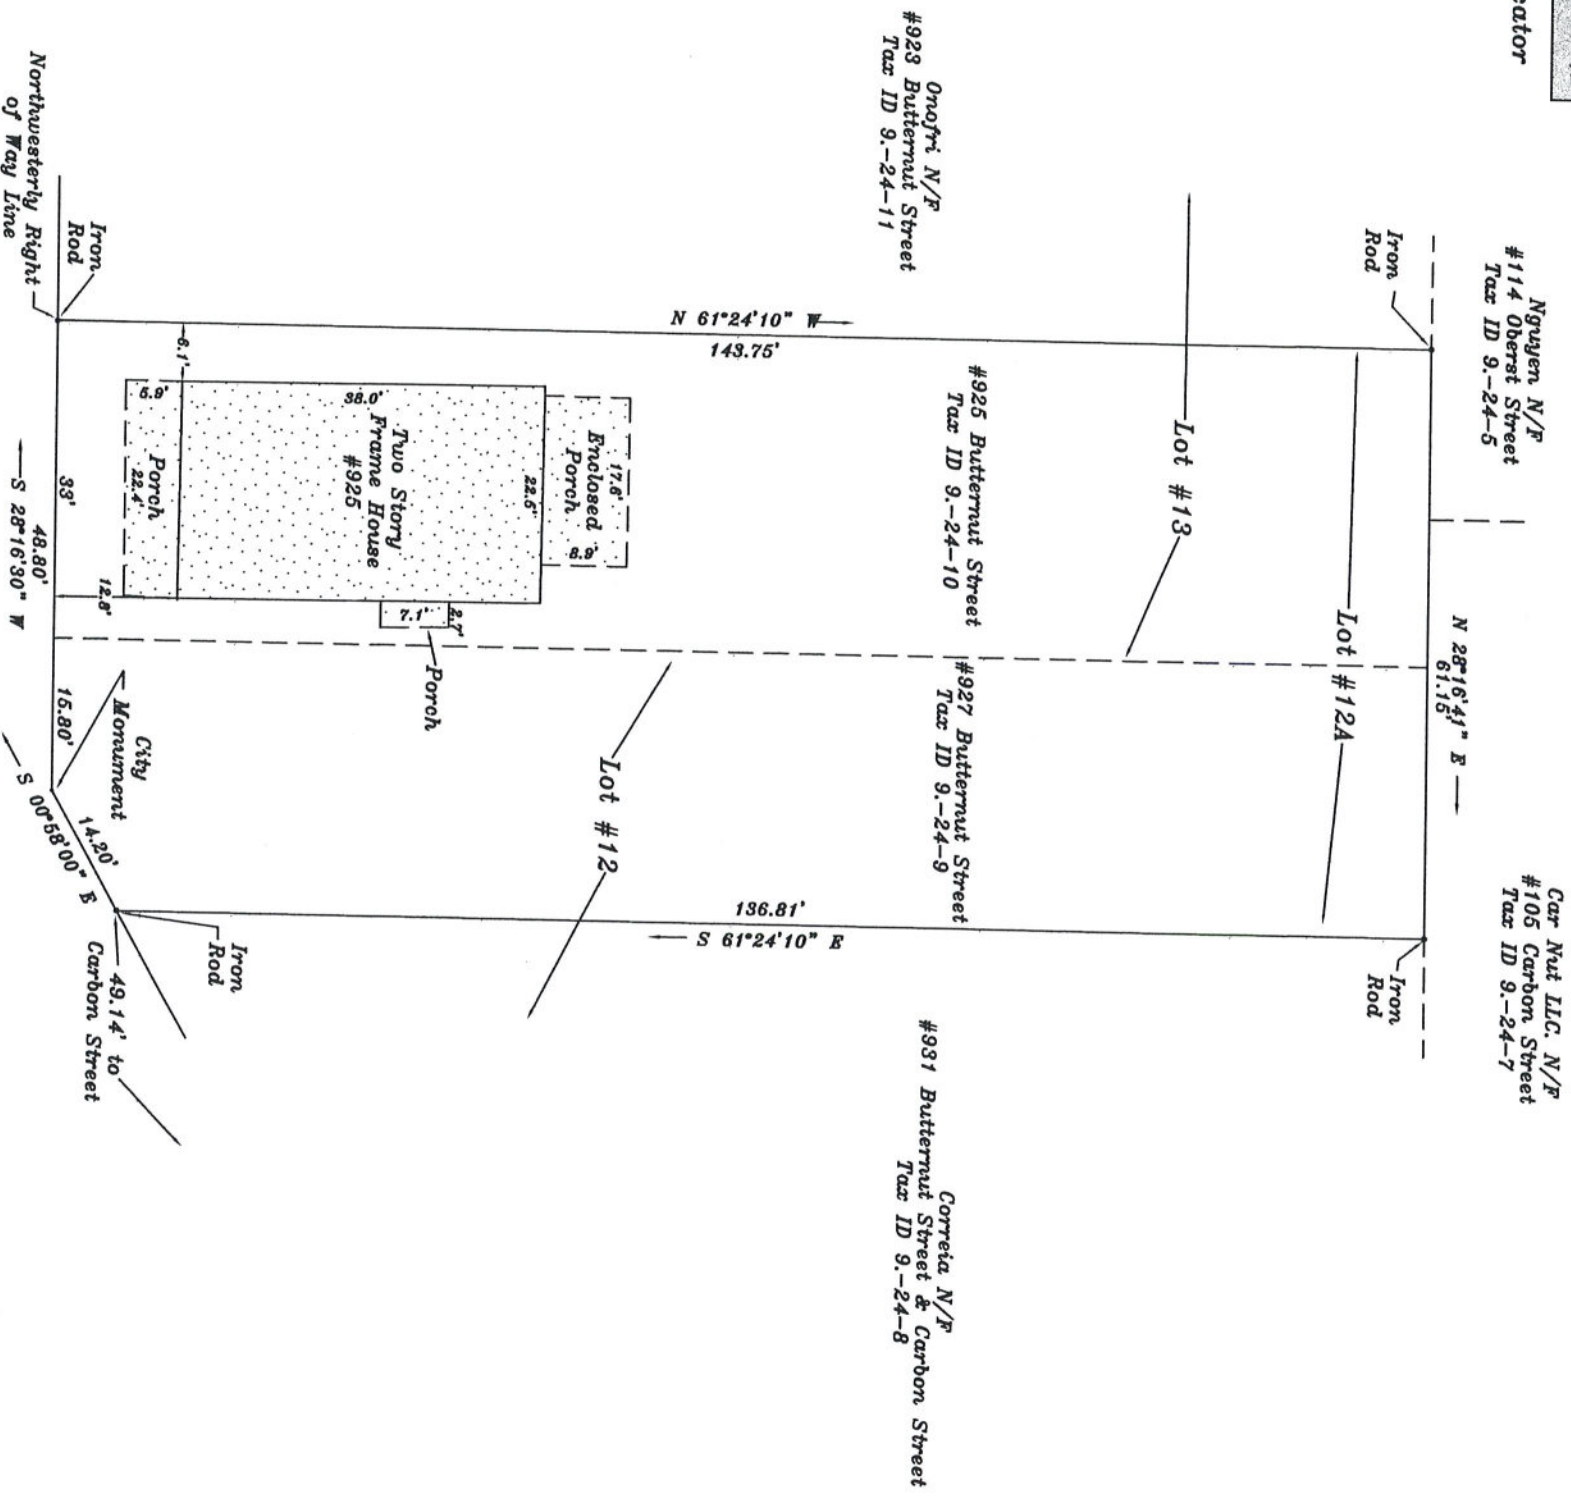 eator
Nguyen N/F
#114 Oberst Street
Tax ID 9.-24-5
Car Nut LLC. N/F
#105 Carbon Street
Tax ID 9.-24-7
N 28°16'41" E
61.15'
Iron
Rod
Iron
Rod
Lot #12A
Lot #13
Onofri N/F
#923 Butternut Street
Tax ID 9.-24-11
#925 Butternut Street
Tax ID 9.-24-10
#927 Butternut Street
Tax ID 9.-24-9
Correia N/F
#931 Butternut Street & Carbon Street
Tax ID 9.-24-8
N 61°24'10" W
143.75'
136.81'
S 61°24'10" E
Lot #12
17.6'
Enclosed
Porch
8.9'
22.5'
38.0'
Two Story
Frame House
#925
2.7'
7.1'
Porch
6.1'
5.9'
Porch
22.4'
12.8'
Iron
Rod
Northwesterly Right
of Way Line
33'
48.80'
S 28°16'30" W
15.80'
City
Monument
14.20'
S 00°58'00" E
Iron
Rod
49.14' to
Carbon Street